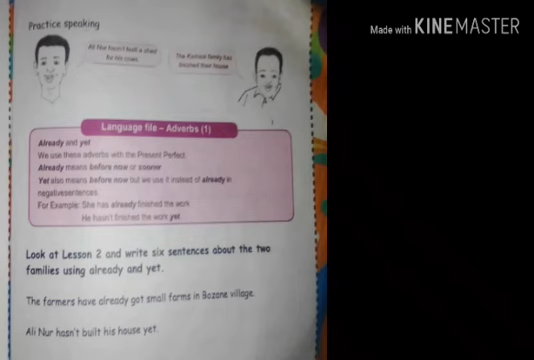 Practice speaking
Made with KINEMASTER
Ali Nur hasn't built a shed
for his cows.
The Karkaar family has
finished their house
Language file – Adverbs (1)
Already and yet
We use these adverbs with the Present Perfect.
Already means before now or sooner
Yet also means before now but we use it instead of already in
negativesentences
For Example: She has already finished the work
He hasn't finished the work yet.
Look at Lesson 2 and write six sentences about the two
families using already and yet.
The farmers have already got small farms in Bazane village.
Ali Nur hasn't built his house yet.